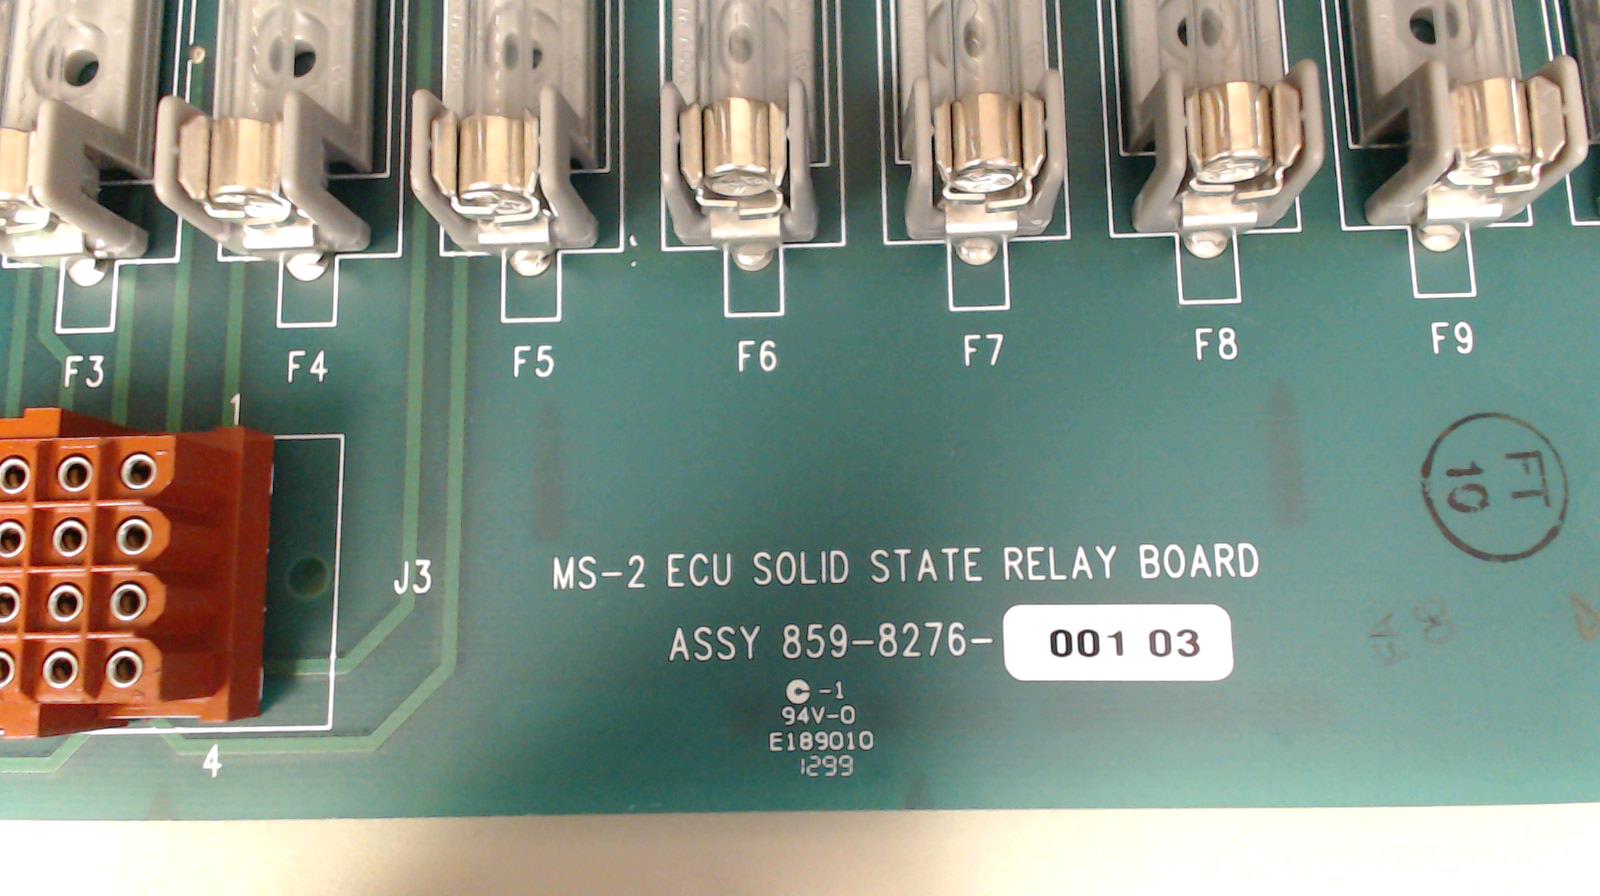 F3
F4
F5
F6
F7
F8
F9
1
FT
10
J3
MS-2 ECU SOLID STATE RELAY BOARD
ASSY 859-8276- 001 03
C -1
94V-0
E189010
1299
4